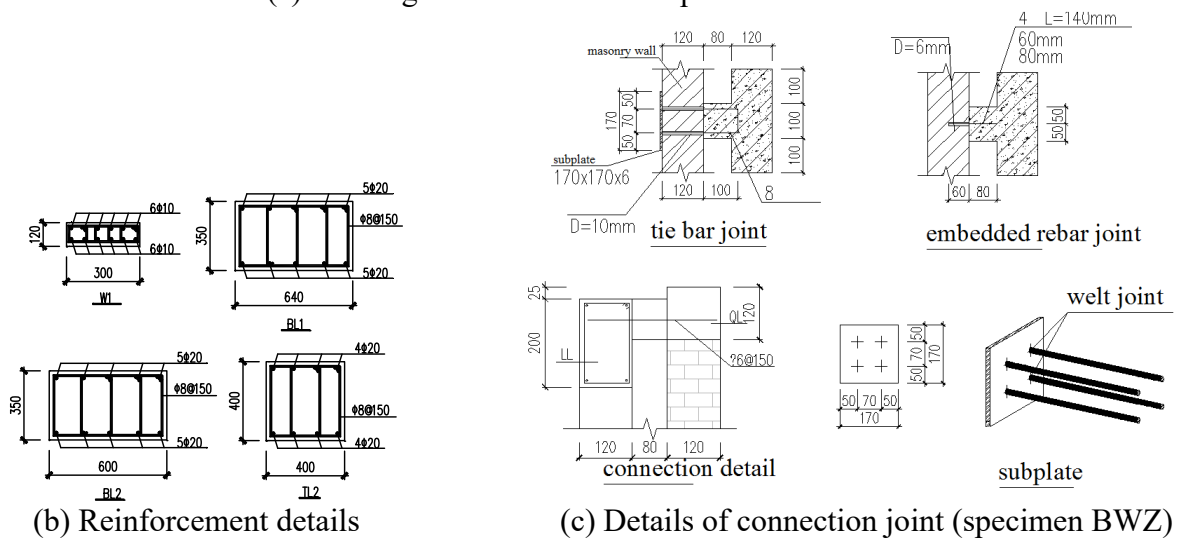 5Φ20
6Φ10
120
350
Φ8@150
6Φ10
300
5Φ20
W1
640
BL1
5Φ20
4Φ20
350
Φ8@150
400
Φ8@150
5Φ20
4Φ20
600
400
BL2
TL2
(b) Reinforcement details
120 80 120
masonry wall
100
100
100
50
70
50
170
subplate
170x170x6
120 100
8
D=10mm
tie bar joint
4 L=140mm
D=6mm
60mm
80mm
50
50
60 80
embedded rebar joint
25
200
120
QL
LL
?6@150
120 80 120
connection detail
50
70
50
170
50 70 50
170
welt joint
subplate
(c) Details of connection joint (specimen BWZ)